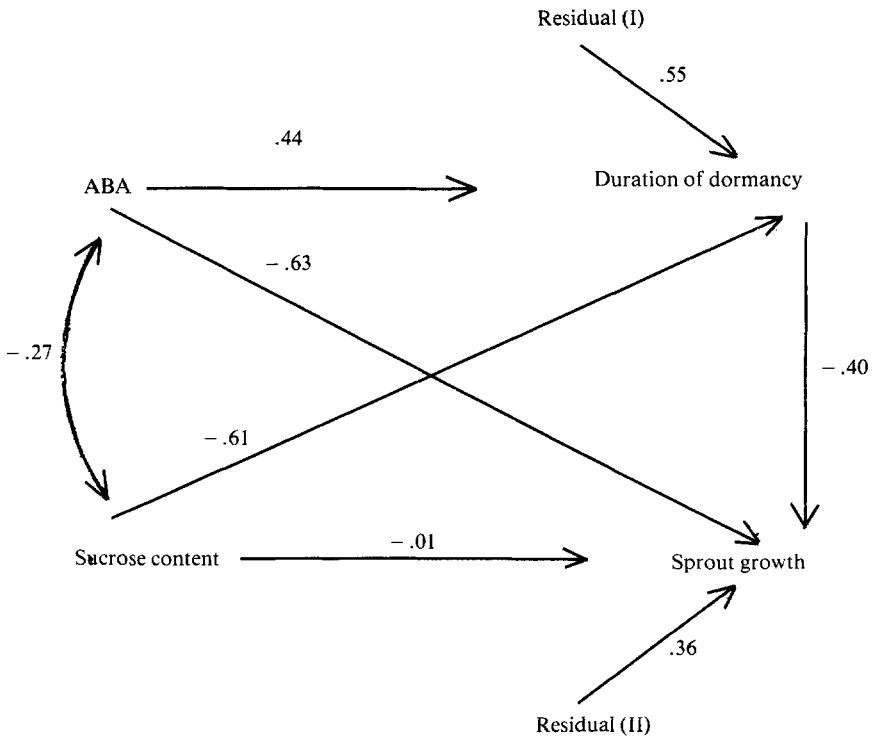 Residual (I)
.55
.44
ABA
Duration of dormancy
− .63
− .27
− .40
− .61
− .01
Sucrose content
Sprout growth
.36
Residual (II)